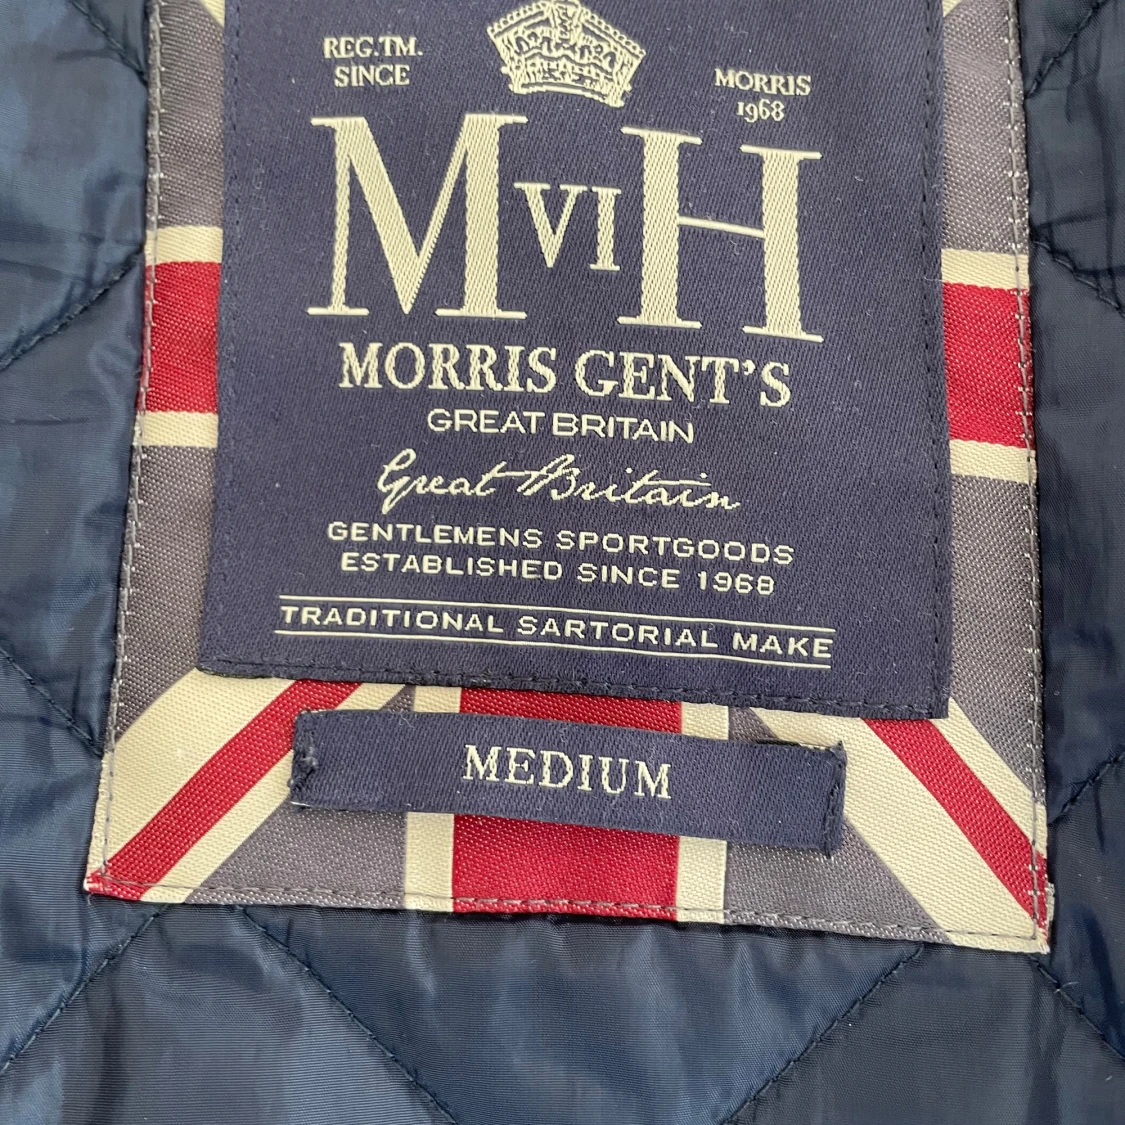 REG.TM.
SINCE
MORRIS
1968
MVIH
MORRIS GENT'S
GREAT BRITAIN
Great Britain
GENTLEMENS SPORTGOODS
ESTABLISHED SINCE 1968
TRADITIONAL SARTORIAL MAKE
MEDIUM